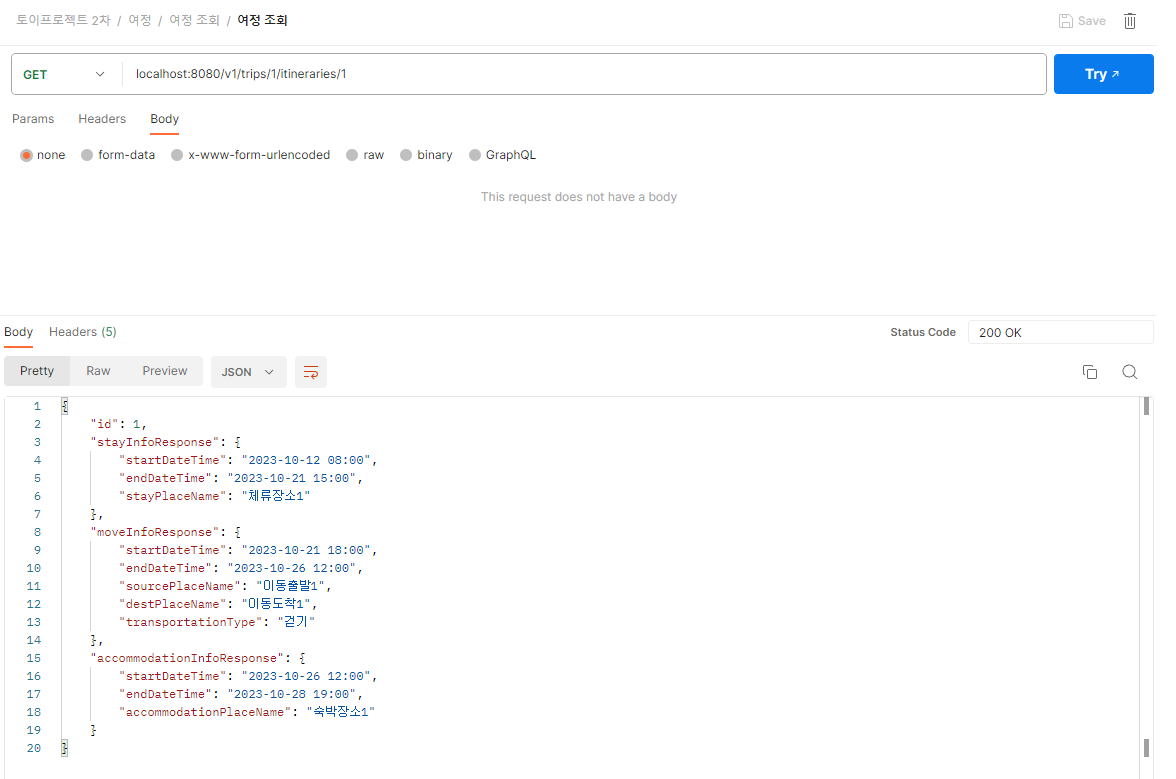 토이프로젝트 2차 / 여정 / 여정 조회 / 여정 조회 Save
GET localhost:8080/v1/trips/1/itineraries/1 Try ↗
Params Headers Body
none form-data x-www-form-urlencoded raw binary GraphQL
This request does not have a body
Body Headers (5) Status Code 200 OK
Pretty Raw Preview JSON
1 {
2 "id": 1,
3 "stayInfoResponse": {
4 "startDateTime": "2023-10-12 08:00",
5 "endDateTime": "2023-10-21 15:00",
6 "stayPlaceName": "체류장소1"
7 },
8 "moveInfoResponse": {
9 "startDateTime": "2023-10-21 18:00",
10 "endDateTime": "2023-10-26 12:00",
11 "sourcePlaceName": "이동출발1",
12 "destPlaceName": "이동도착1",
13 "transportationType": "걷기"
14 },
15 "accommodationInfoResponse": {
16 "startDateTime": "2023-10-26 12:00",
17 "endDateTime": "2023-10-28 19:00",
18 "accommodationPlaceName": "숙박장소1"
19 }
20 }